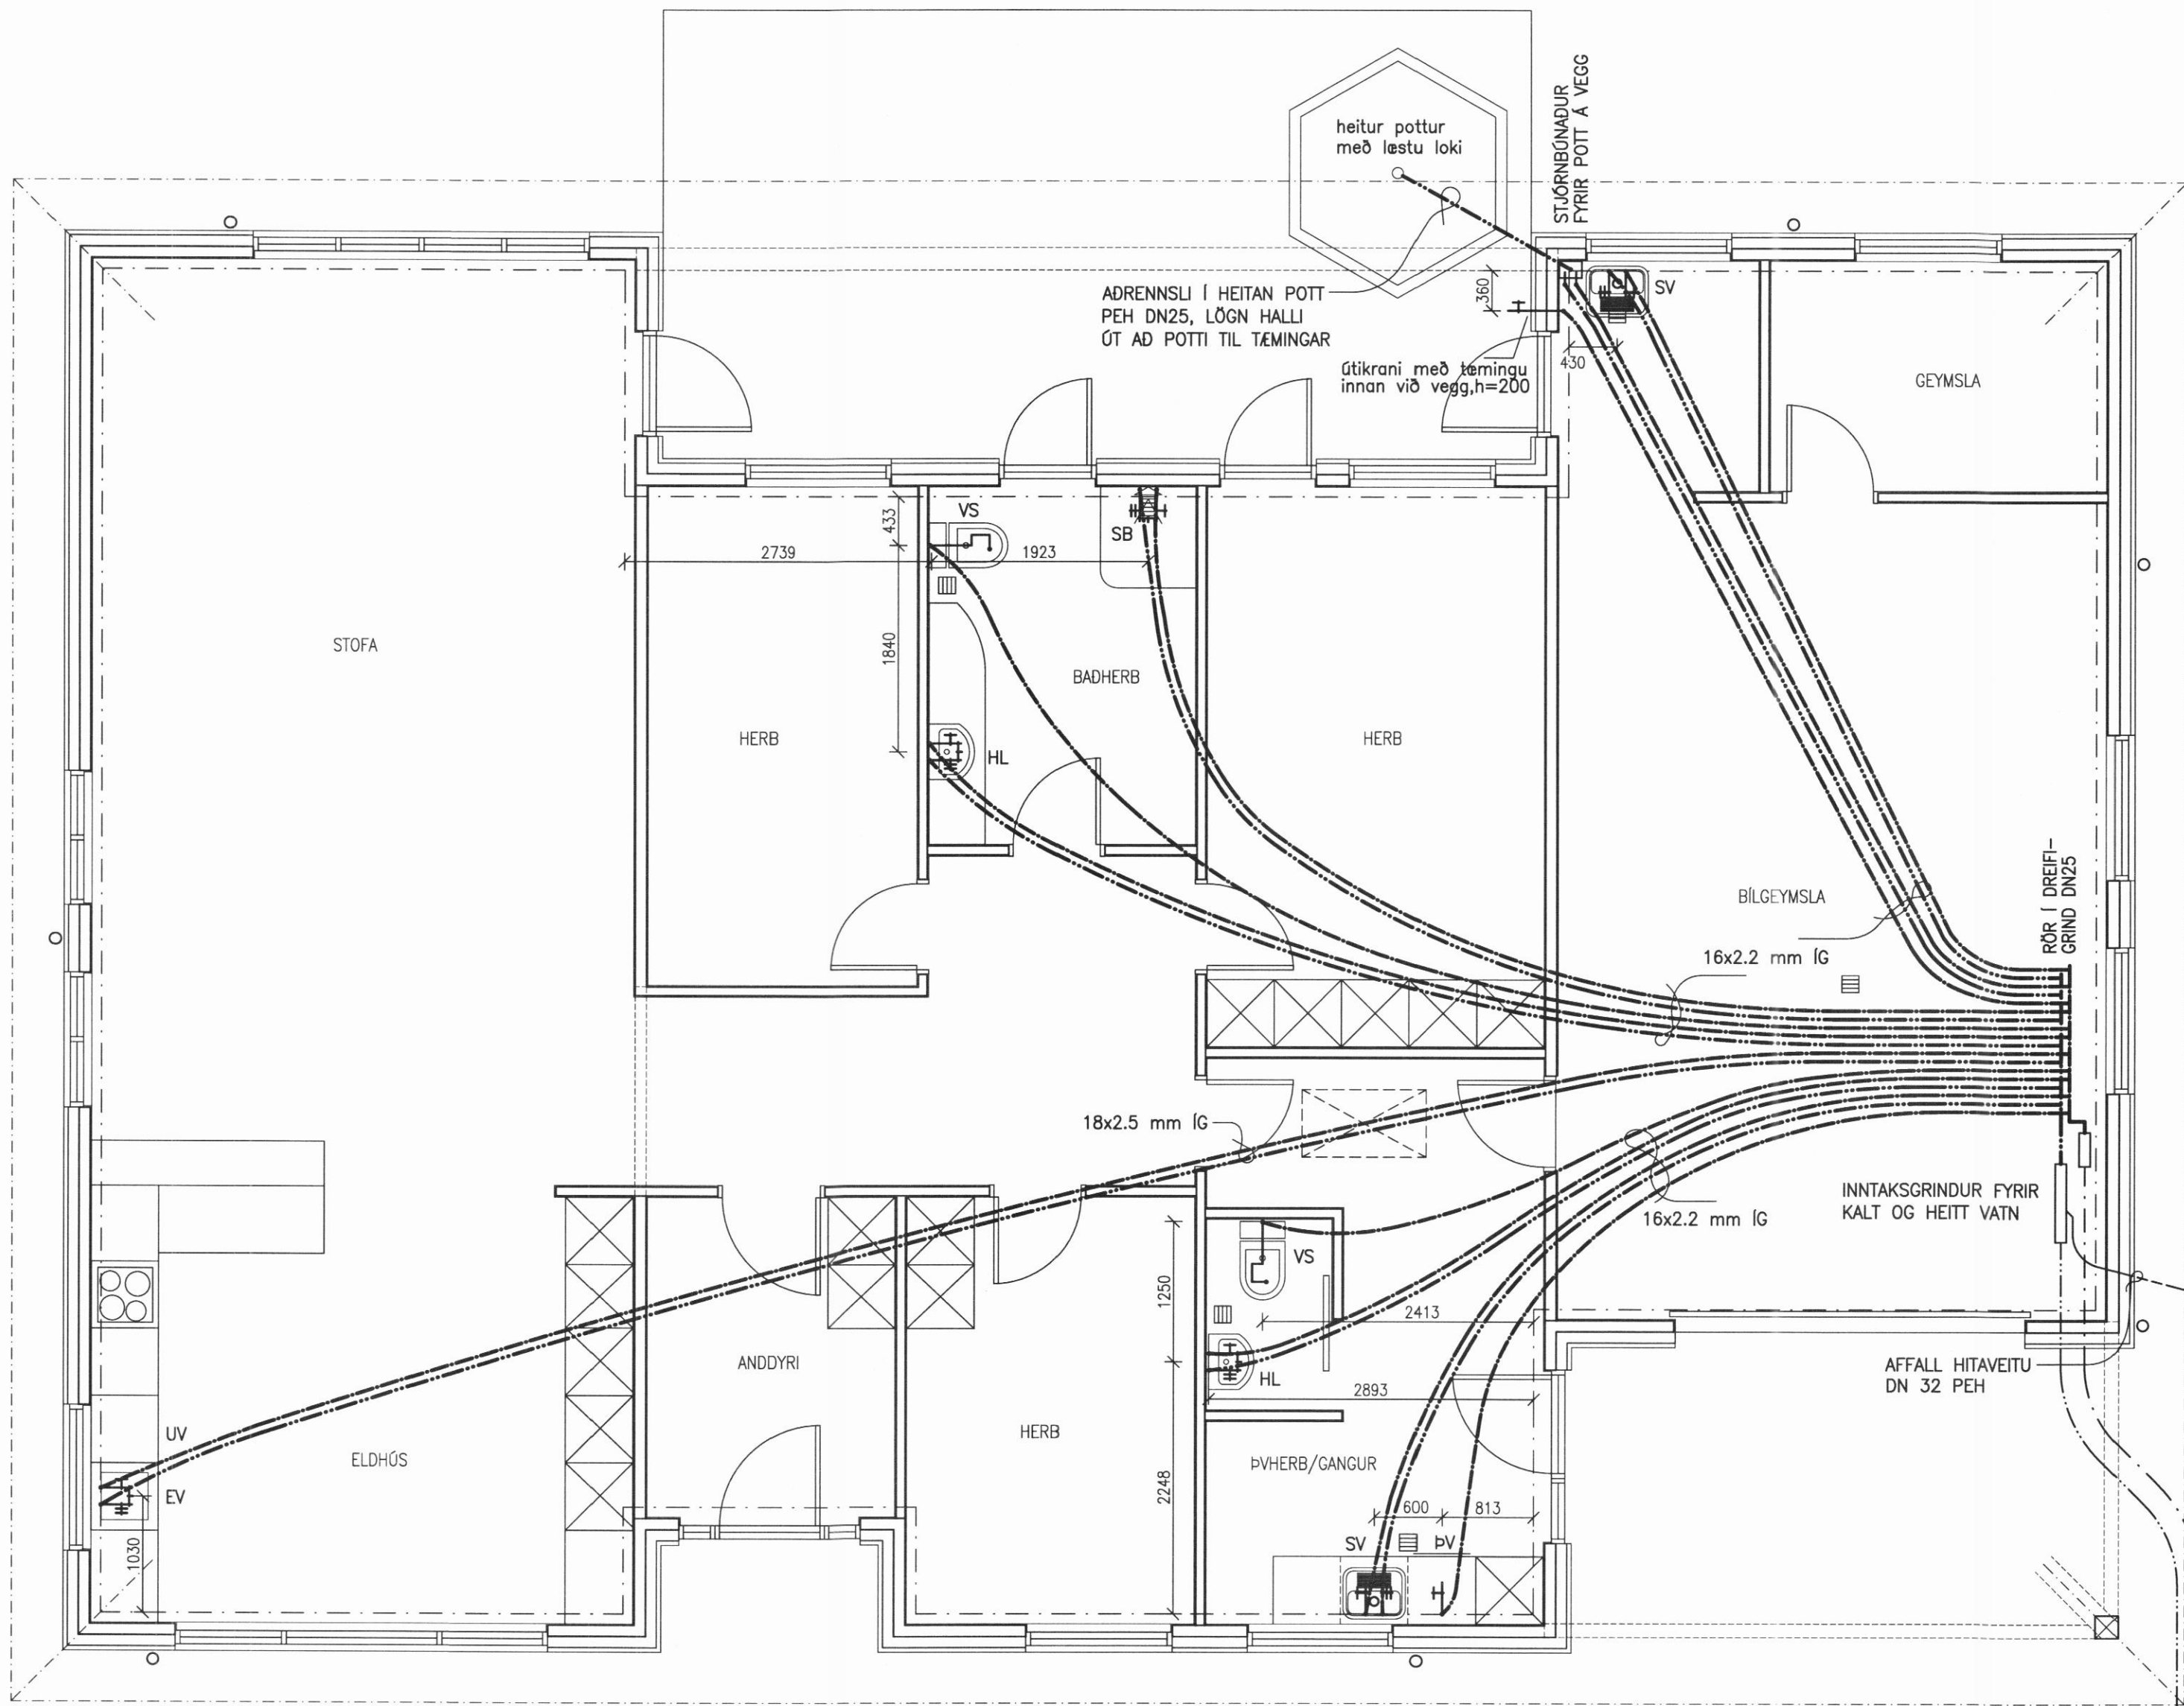 heitur pottur
með læstu loki
STJÓRNBÚNAÐUR
FYRIR POTT Á VEGG
AÐRENNSLI Í HEITAN POTT
PEH DN25, LÖGN HALLI
ÚT AÐ POTTI TIL TÆMINGAR
360
SV
430
útikrani með tæmingu
innan við vegg,h=200
GEYMSLA
433
VS
SB
2739
1923
STOFA
1840
BAÐHERB
HERB
HL
HERB
BÍLGEYMSLA
RÖR Í DREIFI-
GRIND DN25
16x2.2 mm ÍG
18x2.5 mm ÍG
INNTAKSGRINDUR FYRIR
KALT OG HEITT VATN
16x2.2 mm ÍG
VS
1250
2413
ANDDYRI
HL
2893
AFFALL HITAVEITU
DN 32 PEH
UV
ELDHÚS
HERB
ÞVHERB/GANGUR
2248
EV
600
813
1030
SV
ÞV